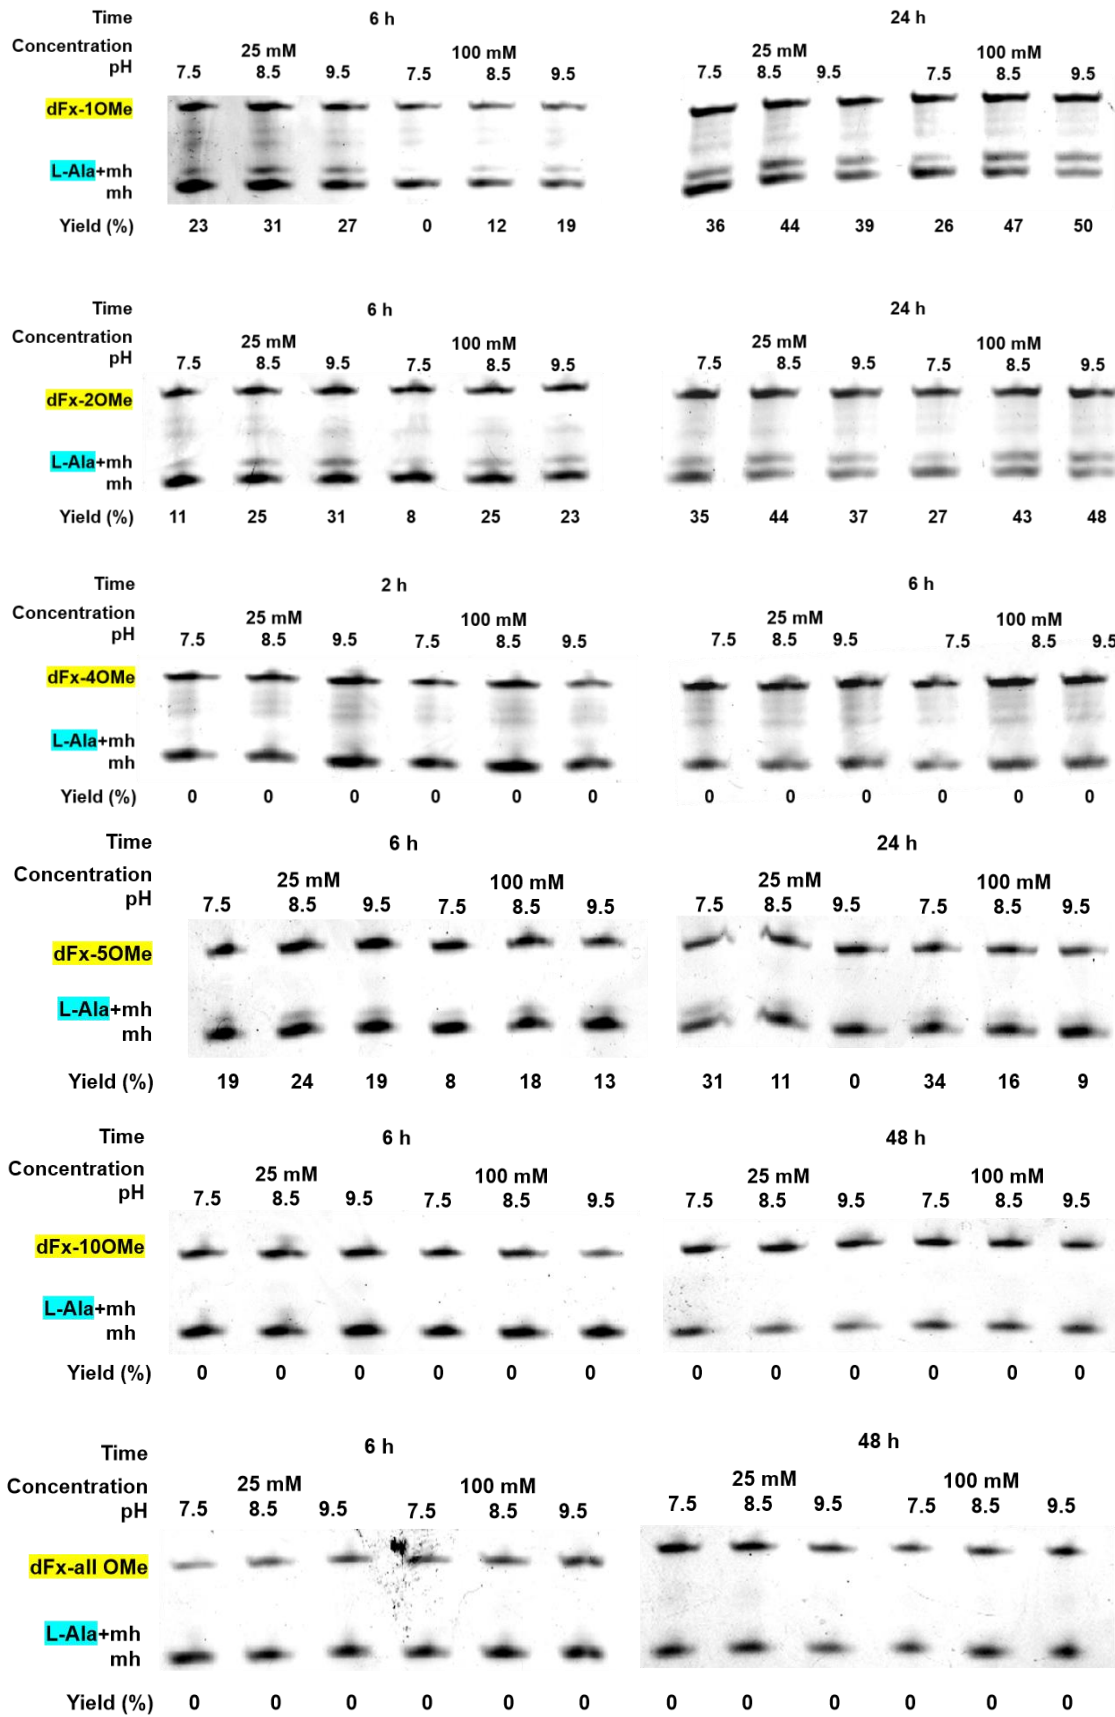 Time 6 h 24 h
Concentration 25 mM 100 mM 25 mM 100 mM
pH 7.5 8.5 9.5 7.5 8.5 9.5 7.5 8.5 9.5 7.5 8.5 9.5
dFx-1OMe
L-Ala+mh
mh
Yield (%) 23 31 27 0 12 19 36 44 39 26 47 50
Time 6 h 24 h
Concentration 25 mM 100 mM 25 mM 100 mM
pH 7.5 8.5 9.5 7.5 8.5 9.5 7.5 8.5 9.5 7.5 8.5 9.5
dFx-2OMe
L-Ala+mh
mh
Yield (%) 11 25 31 8 25 23 35 44 37 27 43 48
Time 2 h 6 h
Concentration 25 mM 100 mM 25 mM 100 mM
pH 7.5 8.5 9.5 7.5 8.5 9.5 7.5 8.5 9.5 7.5 8.5 9.5
dFx-4OMe
L-Ala+mh
mh
Yield (%) 0 0 0 0 0 0 0 0 0 0 0 0
Time 6 h 24 h
Concentration 25 mM 100 mM 25 mM 100 mM
pH 7.5 8.5 9.5 7.5 8.5 9.5 7.5 8.5 9.5 7.5 8.5 9.5
dFx-5OMe
L-Ala+mh
mh
Yield (%) 19 24 19 8 18 13 31 11 0 34 16 9
Time 6 h 48 h
Concentration 25 mM 100 mM 25 mM 100 mM
pH 7.5 8.5 9.5 7.5 8.5 9.5 7.5 8.5 9.5 7.5 8.5 9.5
dFx-10OMe
L-Ala+mh
mh
Yield (%) 0 0 0 0 0 0 0 0 0 0 0 0
Time 6 h 48 h
Concentration 25 mM 100 mM 25 mM 100 mM
pH 7.5 8.5 9.5 7.5 8.5 9.5 7.5 8.5 9.5 7.5 8.5 9.5
dFx-all OMe
L-Ala+mh
mh
Yield (%) 0 0 0 0 0 0 0 0 0 0 0 0